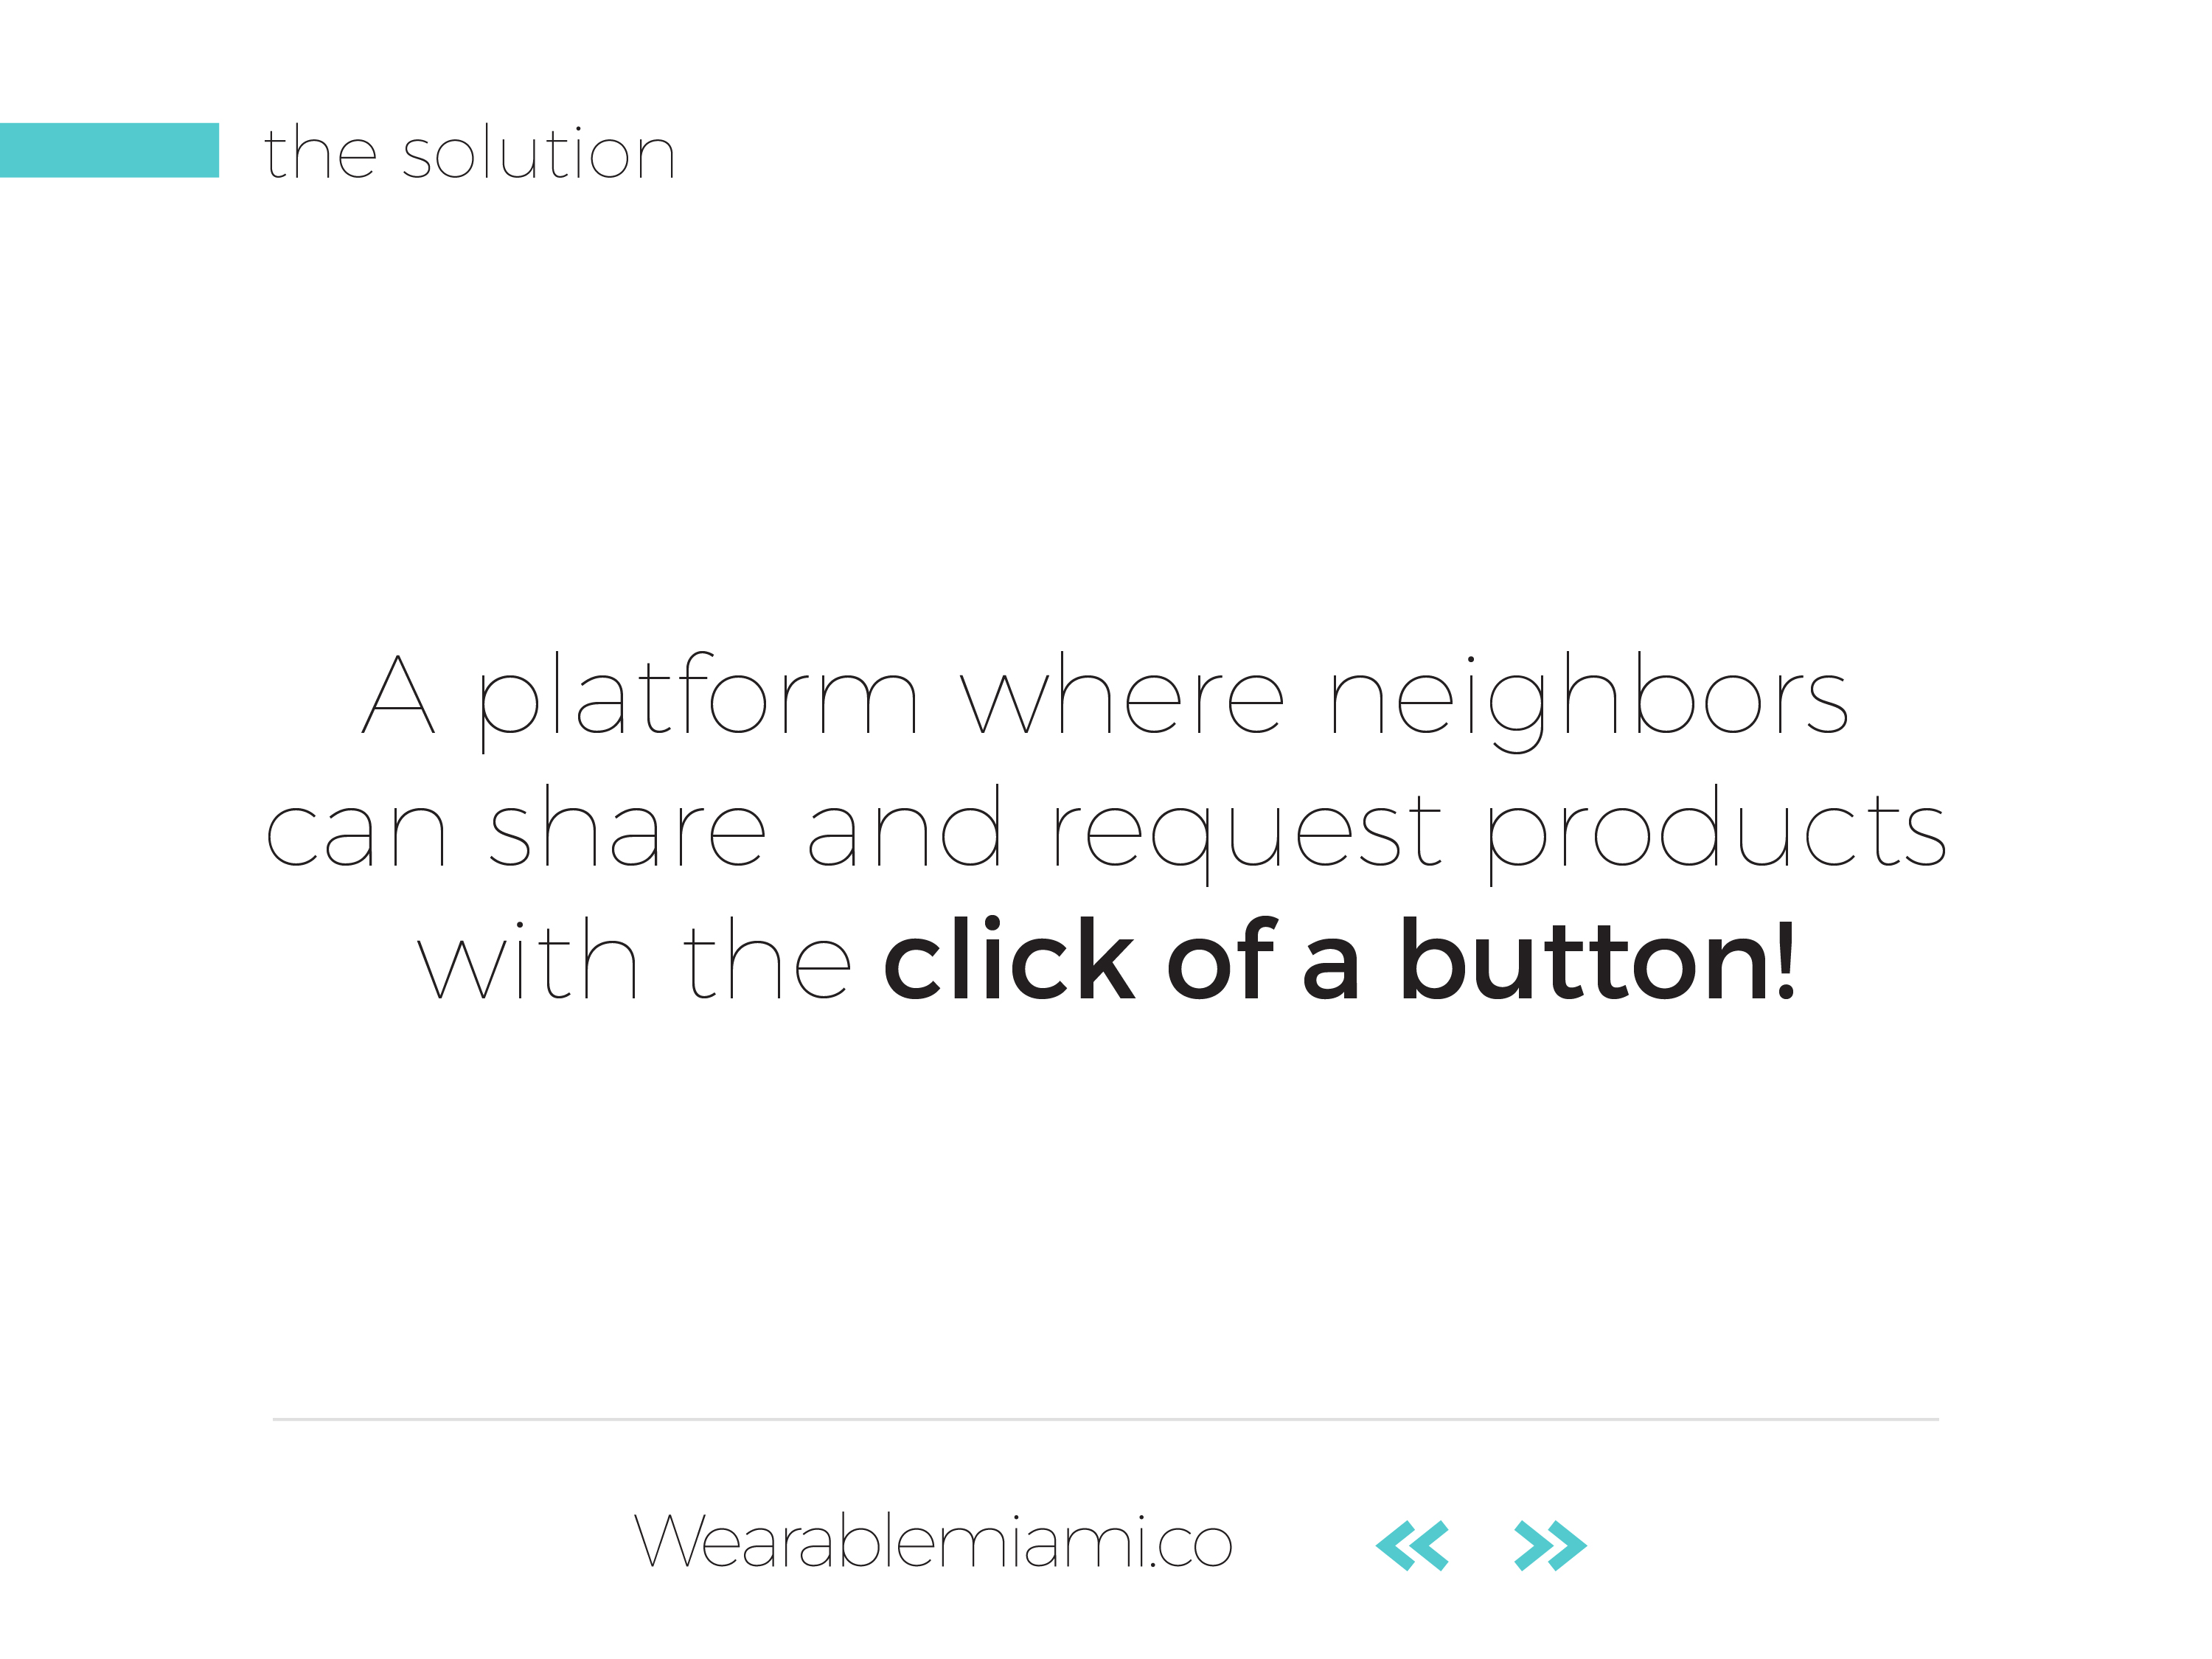 the solution
A platform where neighbors
can share and request products
with the click of a button!
Wearablemiami.co